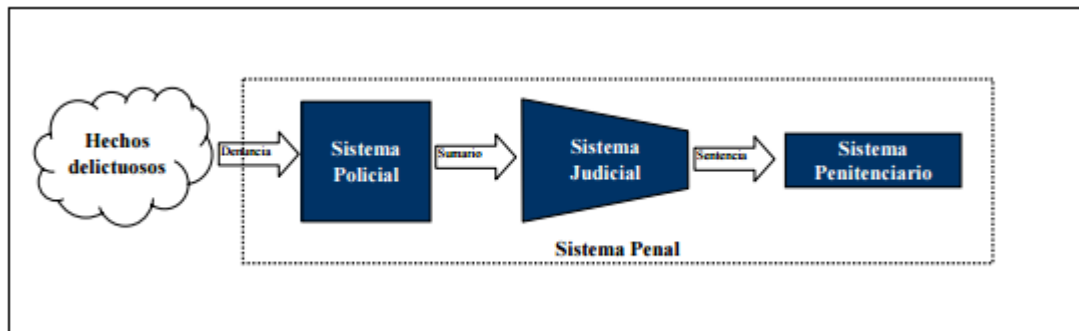 Hechos
delictuosos
Denuncia
Sistema
Policial
Sumario
Sistema
Judicial
Sentencia
Sistema
Penitenciario
Sistema Penal